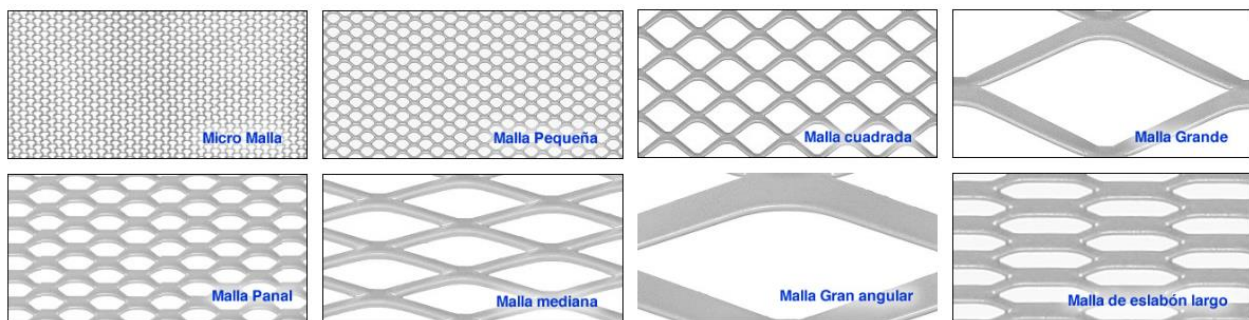 Micro Malla
Malla Pequeña
Malla cuadrada
Malla Grande
Malla Panal
Malla mediana
Malla Gran angular
Malla de eslabón largo